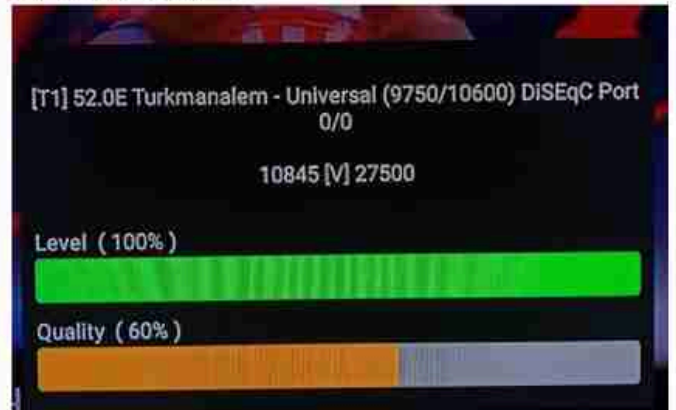 [T1] 52.0E Turkmanalem - Universal (9750/10600) DiSEqC Port
0/0
10845 [V] 27500
Level ( 100% )
Quality ( 60% )